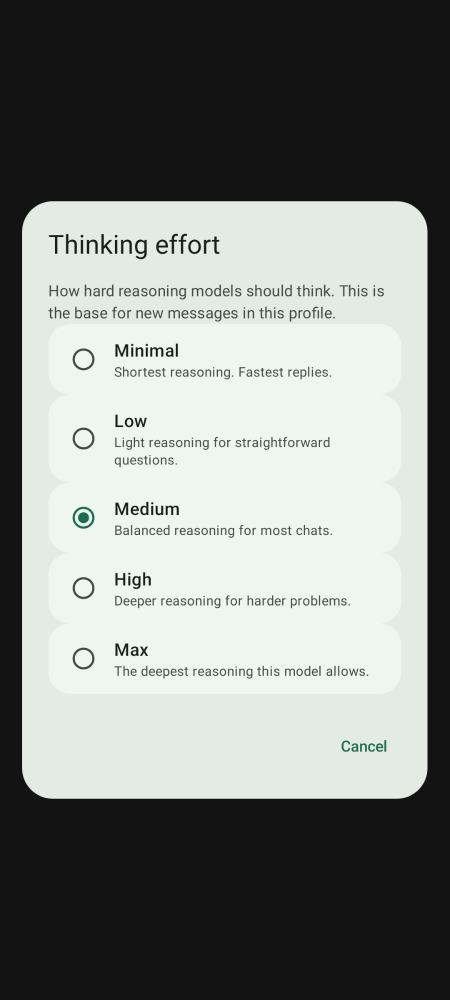 Thinking effort
How hard reasoning models should think. This is
the base for new messages in this profile.
Minimal
Shortest reasoning. Fastest replies.
Low
Light reasoning for straightforward
questions.
Medium
Balanced reasoning for most chats.
High
Deeper reasoning for harder problems.
Max
The deepest reasoning this model allows.
Cancel